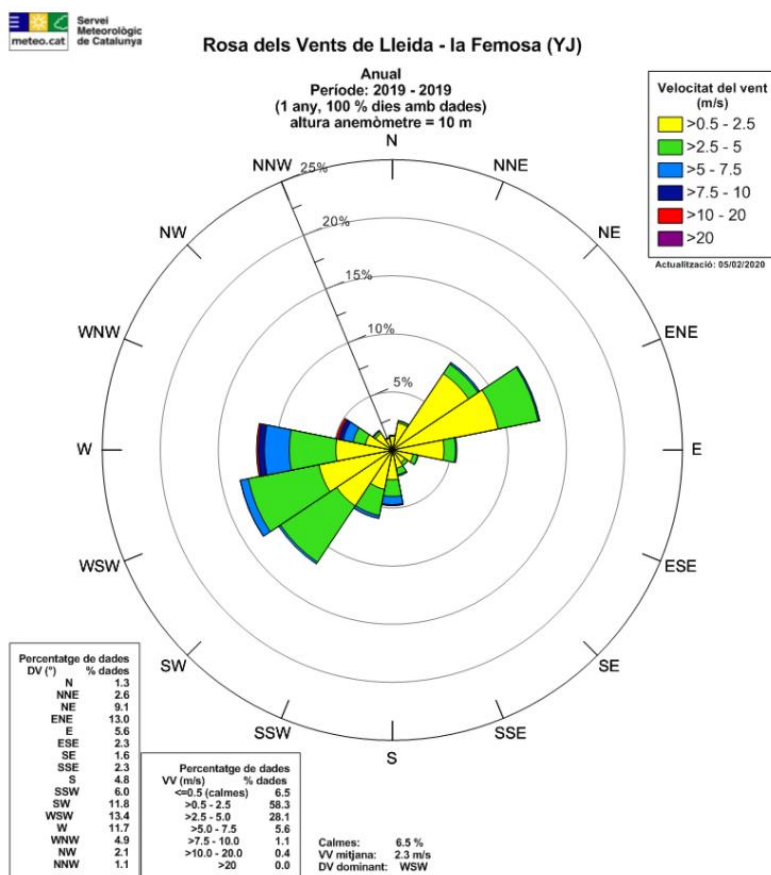 meteo.cat
Servei
Meteorològic
de Catalunya
Rosa dels Vents de Lleida - la Femosa (YJ)
Anual
Període: 2019 - 2019
(1 any, 100 % dies amb dades)
altura anemòmetre = 10 m
Velocitat del vent
(m/s)
>0.5 - 2.5
>2.5 - 5
>5 - 7.5
>7.5 - 10
>10 - 20
>20
Actualització: 05/02/2020
N
NNE
NE
ENE
E
ESE
SE
SSE
S
SSW
SW
WSW
W
WNW
NW
NNW
25%
20%
15%
10%
5%
Percentatge de dades
DV (°) % dades
N 1.3
NNE 2.6
NE 9.1
ENE 13.0
E 5.6
ESE 2.3
SE 1.6
SSE 2.3
S 4.8
SSW 6.0
SW 11.8
WSW 13.4
W 11.7
WNW 4.9
NW 2.1
NNW 1.1
Percentatge de dades
VV (m/s) % dades
<=0.5 (calmes) 6.5
>0.5 - 2.5 58.3
>2.5 - 5.0 28.1
>5.0 - 7.5 5.6
>7.5 - 10.0 1.1
>10.0 - 20.0 0.4
>20 0.0
Calmes: 6.5 %
VV mitjana: 2.3 m/s
DV dominant: WSW